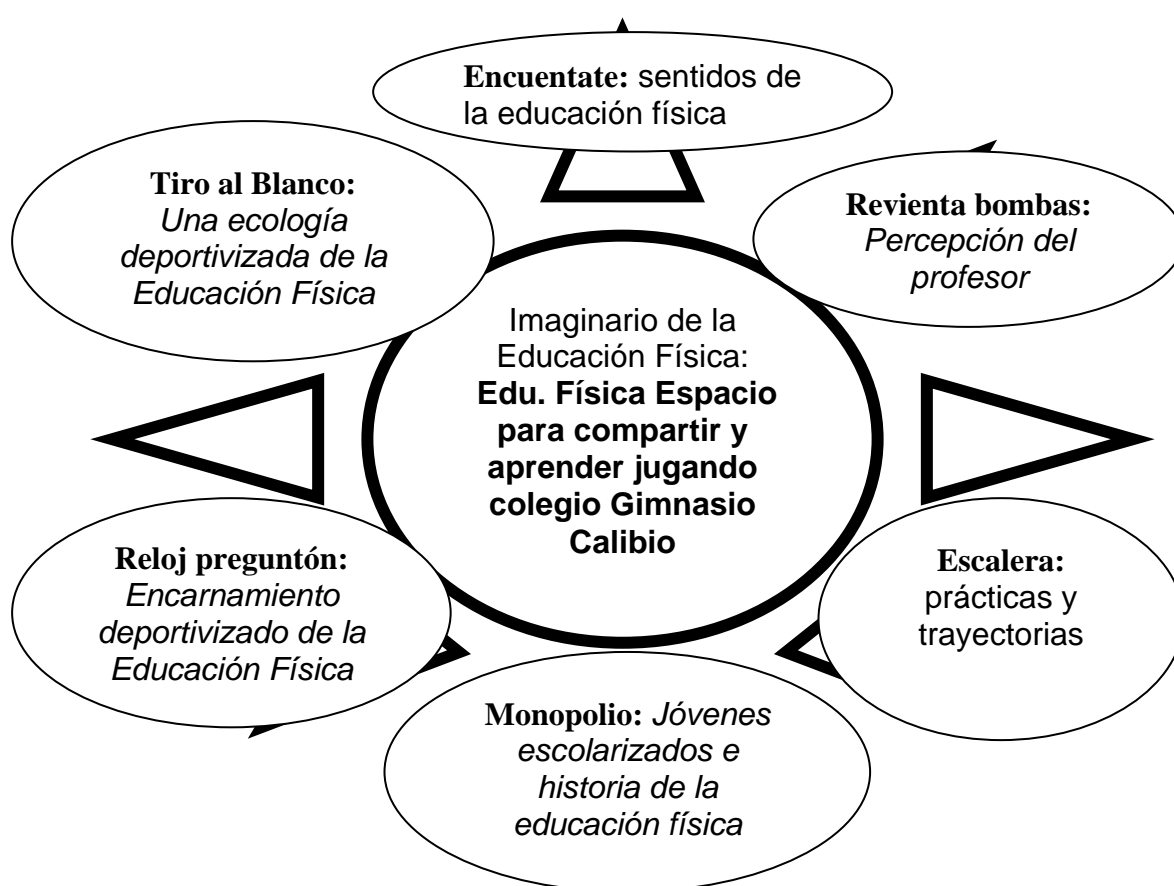 Encuentate: sentidos de
la educación física
Tiro al Blanco:
Una ecología
deportivizada de la
Educación Física
Revienta bombas:
Percepción del
profesor
Imaginario de la
Educación Física:
Edu. Física Espacio
para compartir y
aprender jugando
colegio Gimnasio
Calibio
Reloj preguntón:
Encarnamiento
deportivizado de la
Educación Física
Escalera:
prácticas y
trayectorias
Monopolio: Jóvenes
escolarizados e
historia de la
educación física